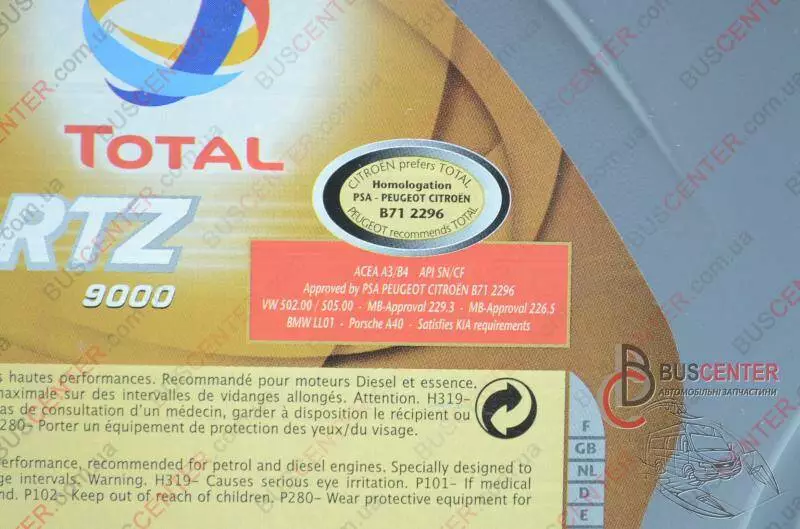 TOTAL
RTZ
9000
CITROËN prefers TOTAL
Homologation
PSA - PEUGEOT CITROËN
B71 2296
PEUGEOT recommends TOTAL
ACEA A3/B4 API SN/CF
Approved by PSA PEUGEOT CITROËN B71 2296
VW 502.00 / 505.00 - MB-Approval 229.3 - MB-Approval 226.5
BMW LL01 - Porsche A40 - Satisfies KIA requirements
s hautes performances. Recommandé pour moteurs Diesel et essence.
maximale sur des intervalles de vidanges allongés. Attention. H319-
as de consultation d'un médecin, garder à disposition le récipient ou
280- Porter un équipement de protection des yeux/du visage.
erformance, recommended for petrol and diesel engines. Specially designed to
ge intervals. Warning. H319- Causes serious eye irritation. P101- If medical
nd. P102- Keep out of reach of children. P280- Wear protective equipment for
F
GB
NL
D
E
BUSCENTER
АВТОМОБІЛЬНІ ЗАПЧАСТИНИ
BUSCENTER.com.ua